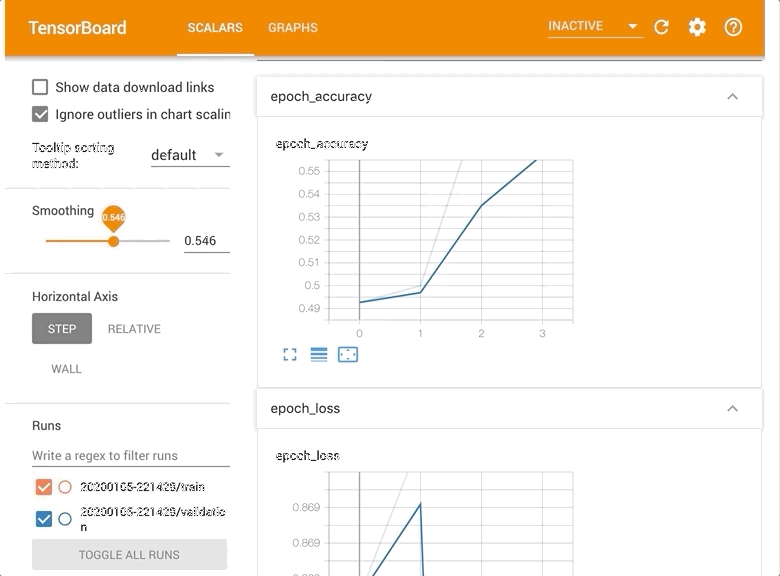 TensorBoard
SCALARS
GRAPHS
INACTIVE
Show data download links
Ignore outliers in chart scalin
Tooltip sorting
method:
default
Smoothing
0.546
0.546
Horizontal Axis
STEP
RELATIVE
WALL
Runs
Write a regex to filter runs
20200105-221429/train
20200105-221429/validatio
n
TOGGLE ALL RUNS
epoch_accuracy
epoch_accuracy
0.55
0.54
0.53
0.52
0.51
0.5
0.49
0
1
2
3
epoch_loss
epoch_loss
0.869
0.869